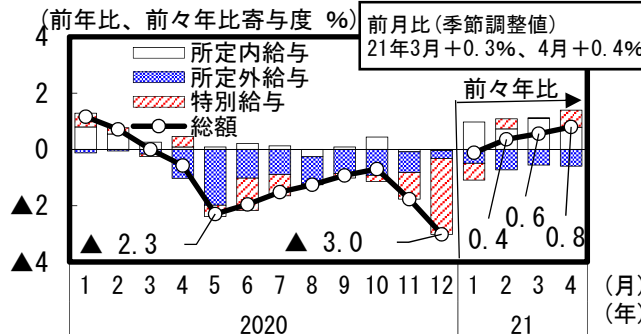 (前年比、前々年比寄与度 %)
前月比(季節調整値)
21年3月+0.3%、4月+0.4%
4
2
0
▲2
▲4
所定内給与
所定外給与
特別給与
総額
前々年比
▲ 2.3
▲ 3.0
0.4
0.6
0.8
1 2 3 4 5 6 7 8 9 10 11 12 1 2 3 4 (月)
2020 21 (年)